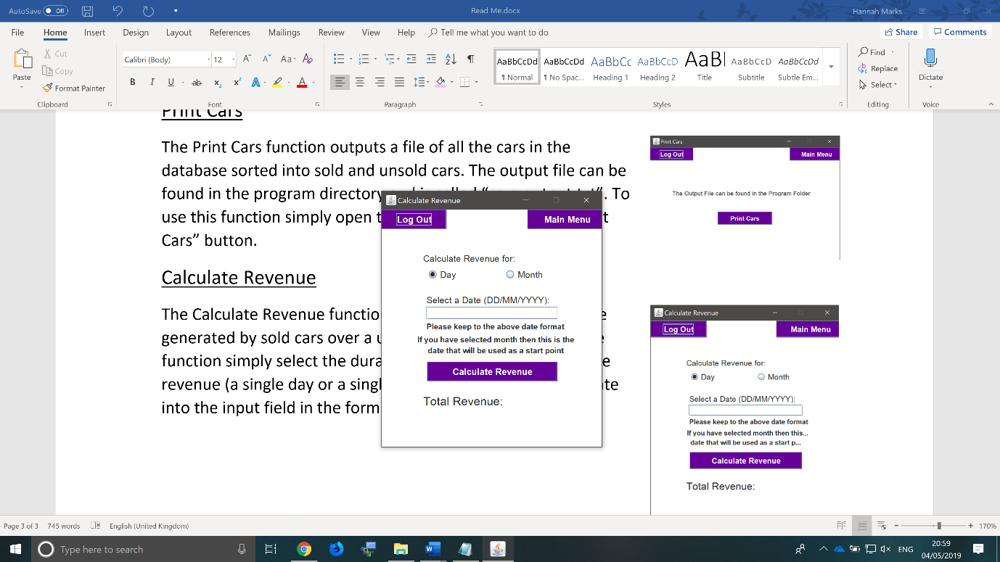 AutoSave Off
Read Me.docx
Hannah Marks
File Home Insert Design Layout References Mailings Review View Help Tell me what you want to do
Share Comments
Paste
Cut
Copy
Format Painter
Clipboard
Calibri (Body) 12
Font
Paragraph
AaBbCcDd AaBbCcDd AaBbCc AaBbCcD AaBl AaBbCcD AaBbCcDd
¶ Normal ¶ No Spac... Heading 1 Heading 2 Title Subtitle Subtle Em...
Styles
Find
Replace
Select
Editing
Dictate
Voice
Print Cars
The Print Cars function outputs a file of all the cars in the
database sorted into sold and unsold cars. The output file can be
found in the program directory To
use this function simply open
Cars” button.
Calculate Revenue
The Calculate Revenue functio
generated by sold cars over a u
function simply select the dura
revenue (a single day or a singl
into the input field in the form
Calculate Revenue
Log Out Main Menu
Calculate Revenue for:
Day Month
Select a Date (DD/MM/YYYY):
Please keep to the above date format
If you have selected month then this is the
date that will be used as a start point
Calculate Revenue
Total Revenue:
Print Cars
Log Out Main Menu
The Output File can be found in the Program Folder
Print Cars
Calculate Revenue
Log Out Main Menu
Calculate Revenue for:
Day Month
Select a Date (DD/MM/YYYY):
Please keep to the above date format
If you have selected month then this...
date that will be used as a start p...
Calculate Revenue
Total Revenue:
Page 3 of 3 745 words English (United Kingdom)
170%
Type here to search
ENG
20:59
04/05/2019